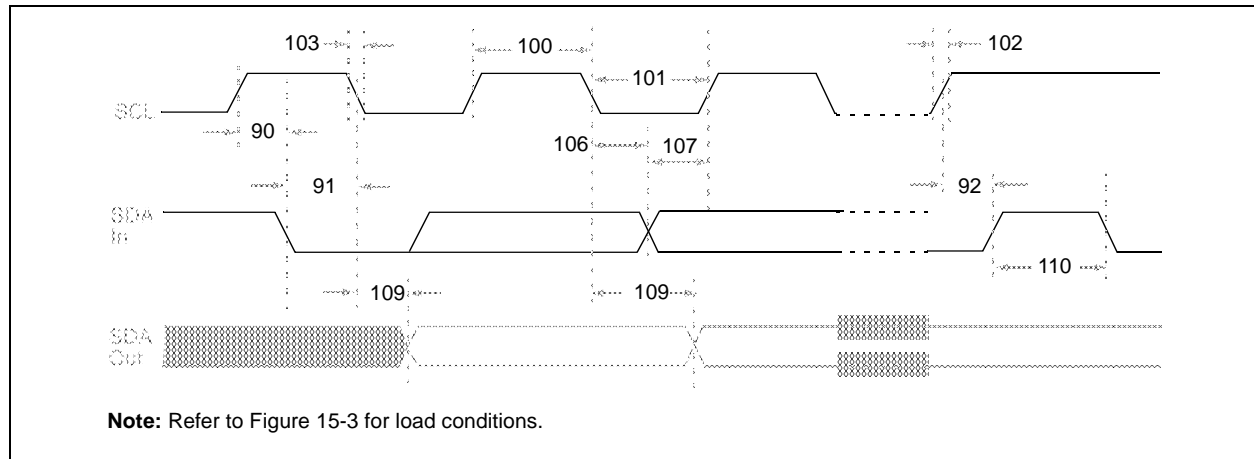 103
100
102
101
SCL
90
106
107
91
92
SDA
In
110
109
109
SDA
Out
Note: Refer to Figure 15-3 for load conditions.